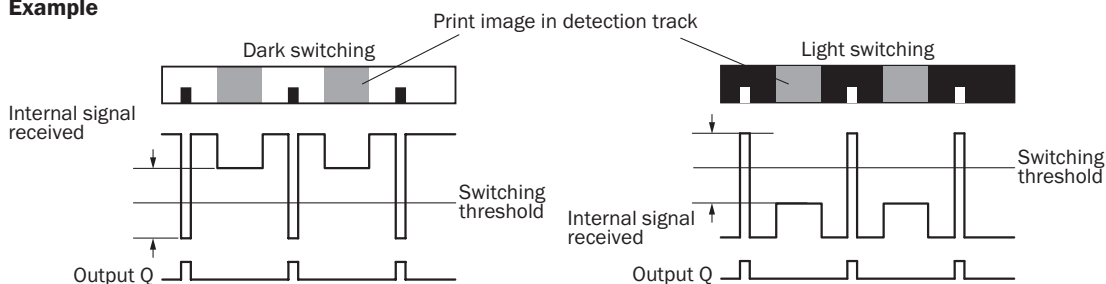 Example
Print image in detection track
Dark switching
Light switching
Internal signal
received
Switching
threshold
Output Q
Switching
threshold
Internal signal
received
Output Q